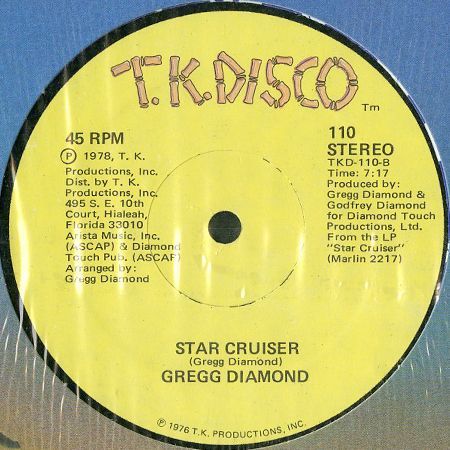 T.K.DISCO
Tm
45 RPM
Ⓟ 1978, T. K.
Productions, Inc.
Dist. by T. K.
Productions, Inc.
495 S. E. 10th
Court, Hialeah,
Florida 33010
Arista Music, Inc.
(ASCAP) & Diamond
Touch Pub. (ASCAP)
Arranged by:
Gregg Diamond
110
STEREO
TKD-110-B
Time: 7:17
Produced by:
Gregg Diamond &
Godfrey Diamond
for Diamond Touch
Productions, Ltd.
From the LP
"Star Cruiser"
(Marlin 2217)
STAR CRUISER
(Gregg Diamond)
GREGG DIAMOND
Ⓟ 1976 T.K. PRODUCTIONS, INC.